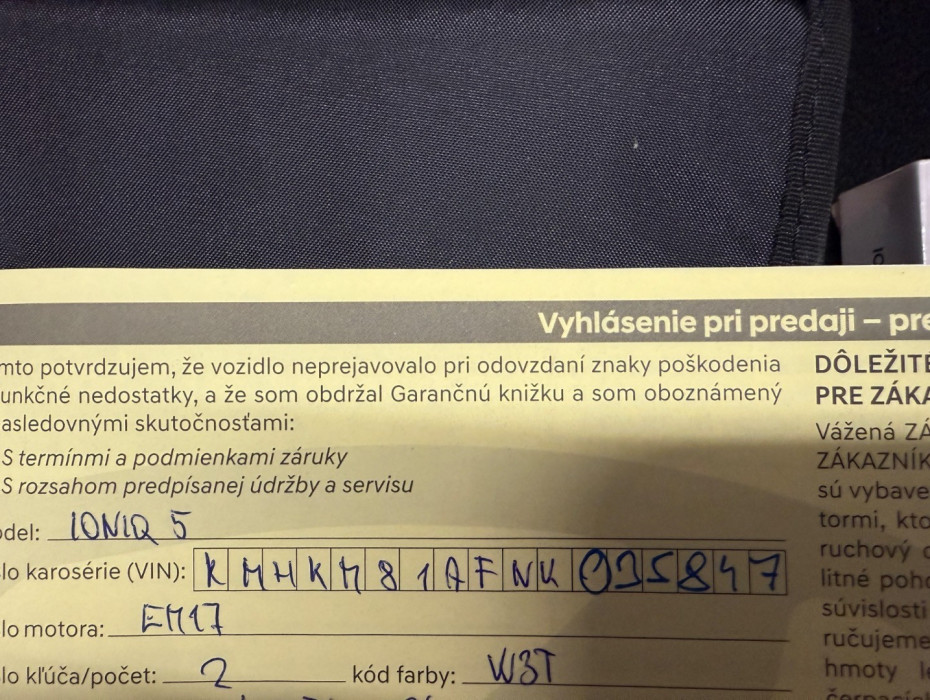 Vyhlásenie pri predaji – pre
mto potvrdzujem, že vozidlo neprejavovalo pri odovzdaní znaky poškodenia
unkčné nedostatky, a že som obdržal Garančnú knižku a som oboznámený
asledovnými skutočnosťami:
S termínmi a podmienkami záruky
S rozsahom predpísanej údržby a servisu
odel: IONIQ 5
lo karosérie (VIN): KMHKM81AFNK035847
lo motora: EM17
lo kľúča/počet: 2 kód farby: W3T
DÔLEŽITÉ
PRE ZÁKA
Vážená ZÁ
ZÁKAZNÍK
sú vybave
tormi, kto
ruchový
litné poho
súvislosti
ručujeme
hmoty le